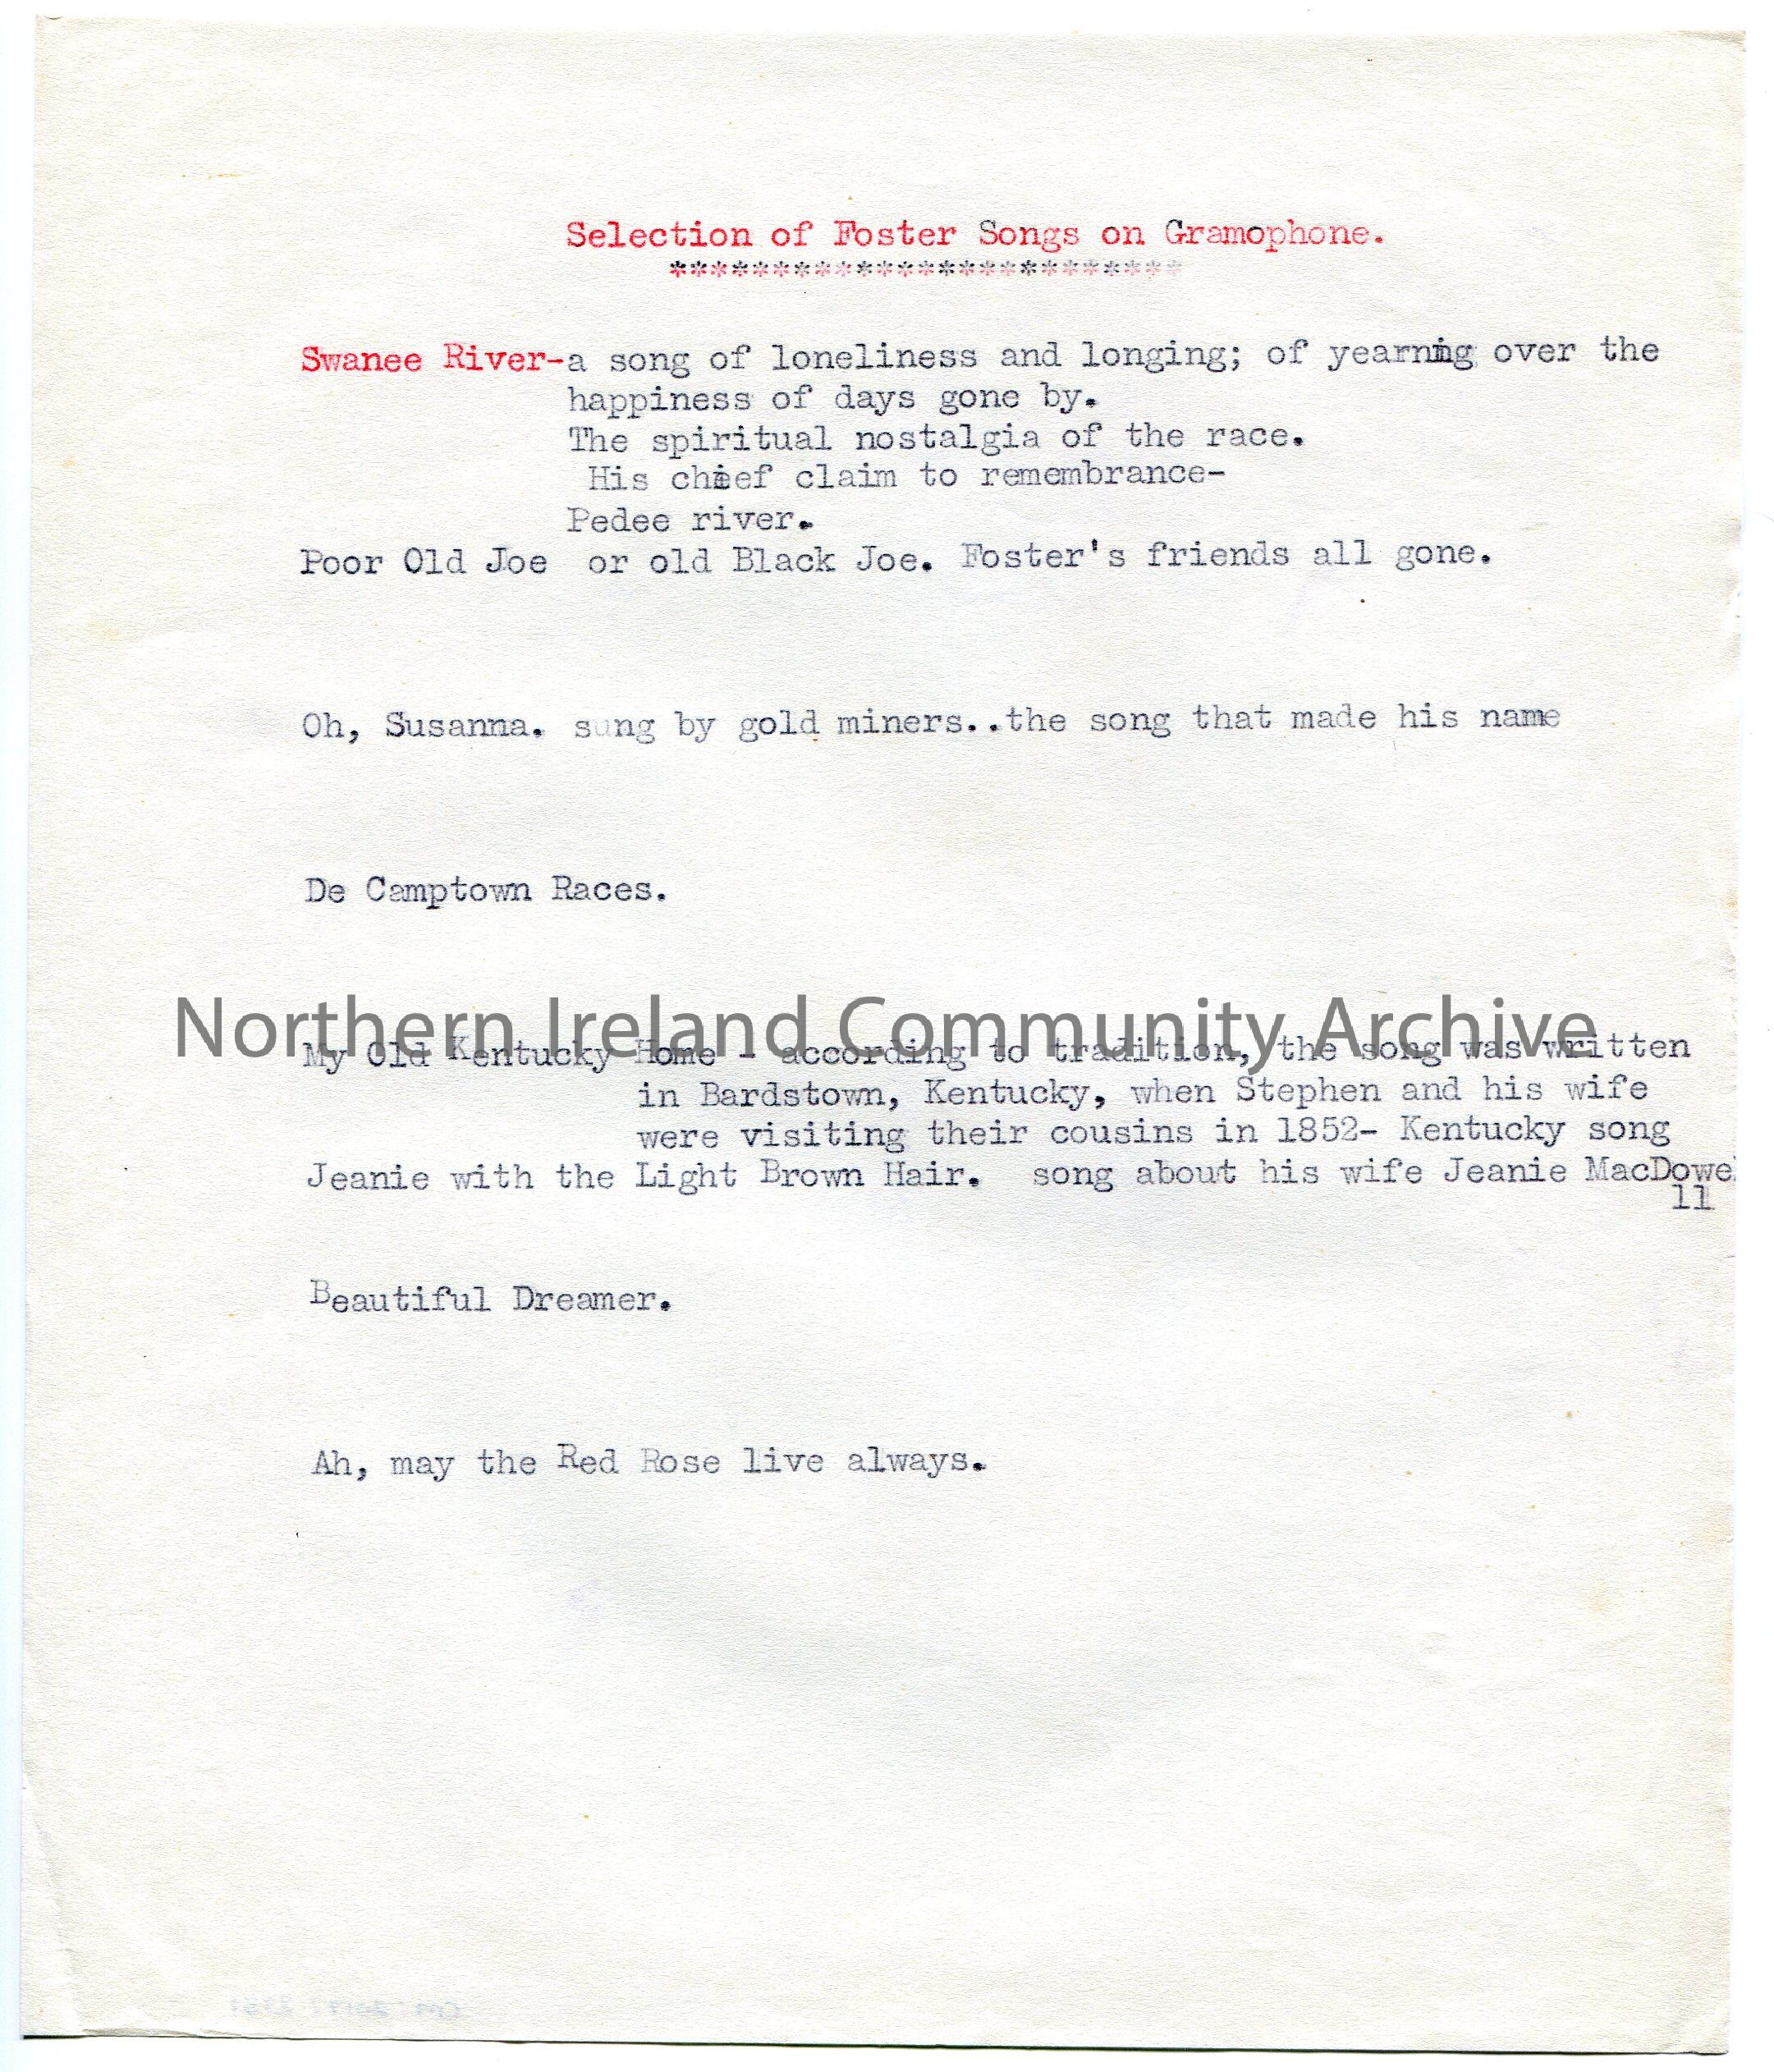 Selection of Foster Songs on Gramophone.
*************************
Swanee River-a song of loneliness and longing; of yearning over the
happiness of days gone by.
The spiritual nostalgia of the race.
His chief claim to remembrance-
Pedee river.
Poor Old Joe or old Black Joe. Foster's friends all gone.
Oh, Susanna. sung by gold miners..the song that made his name
De Camptown Races.
Northern Ireland Community Archive
My Old Kentucky Home - according to tradition, the song was written
in Bardstown, Kentucky, when Stephen and his wife
were visiting their cousins in 1852- Kentucky song
Jeanie with the Light Brown Hair. song about his wife Jeanie MacDowe
ll
Beautiful Dreamer.
Ah, may the Red Rose live always.